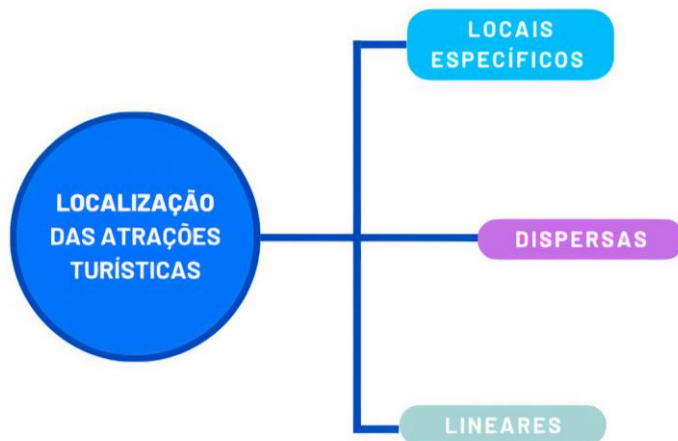 LOCAIS
ESPECÍFICOS
LOCALIZAÇÃO
DAS ATRAÇÕES
TURÍSTICAS
DISPERSAS
LINEARES